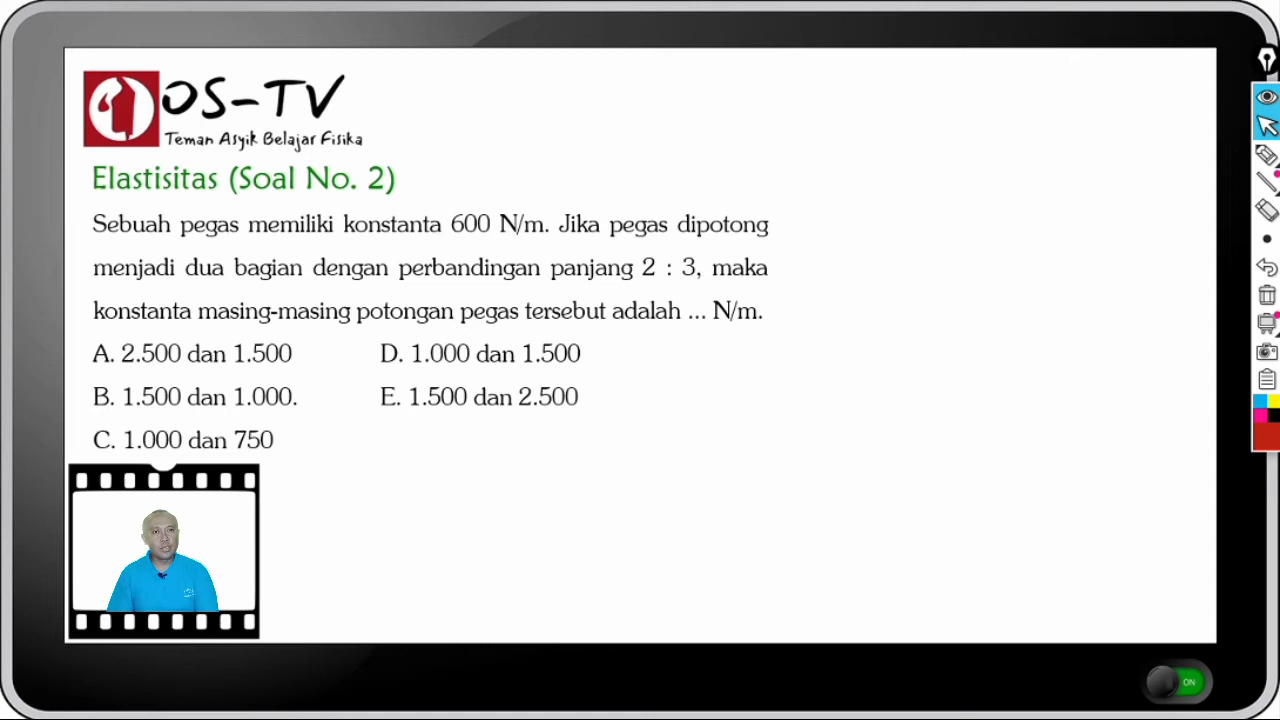 OS-TV
Teman Asyik Belajar Fisika
Elastisitas (Soal No. 2)
Sebuah pegas memiliki konstanta 600 N/m. Jika pegas dipotong
menjadi dua bagian dengan perbandingan panjang 2 : 3, maka
konstanta masing-masing potongan pegas tersebut adalah ... N/m.
A. 2.500 dan 1.500
D. 1.000 dan 1.500
B. 1.500 dan 1.000.
E. 1.500 dan 2.500
C. 1.000 dan 750
ON